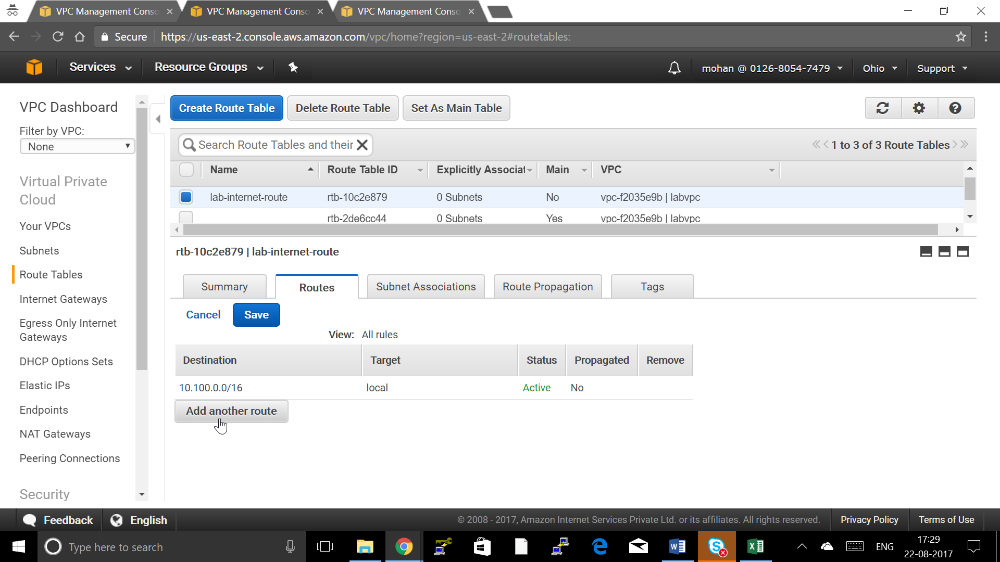 VPC Management Conso
VPC Management Conso
VPC Management Conso
Secure
https://us-east-2.console.aws.amazon.com/vpc/home?region=us-east-2#routetables:
Services
Resource Groups
mohan @ 0126-8054-7479
Ohio
Support
VPC Dashboard
Filter by VPC:
None
Virtual Private
Cloud
Your VPCs
Subnets
Route Tables
Internet Gateways
Egress Only Internet
Gateways
DHCP Options Sets
Elastic IPs
Endpoints
NAT Gateways
Peering Connections
Security
Create Route Table
Delete Route Table
Set As Main Table
Search Route Tables and their
1 to 3 of 3 Route Tables
Name Route Table ID Explicitly Associat Main VPC
lab-internet-route rtb-10c2e879 0 Subnets No vpc-f2035e9b | labvpc
rtb-2de6cc44 0 Subnets Yes vpc-f2035e9b | labvpc
rtb-10c2e879 | lab-internet-route
Summary
Routes
Subnet Associations
Route Propagation
Tags
Cancel
Save
View: All rules
Destination Target Status Propagated Remove
10.100.0.0/16 local Active No
Add another route
Feedback
English
© 2008 - 2017, Amazon Internet Services Private Ltd. or its affiliates. All rights reserved.
Privacy Policy
Terms of Use
Type here to search
ENG
17:29
22-08-2017